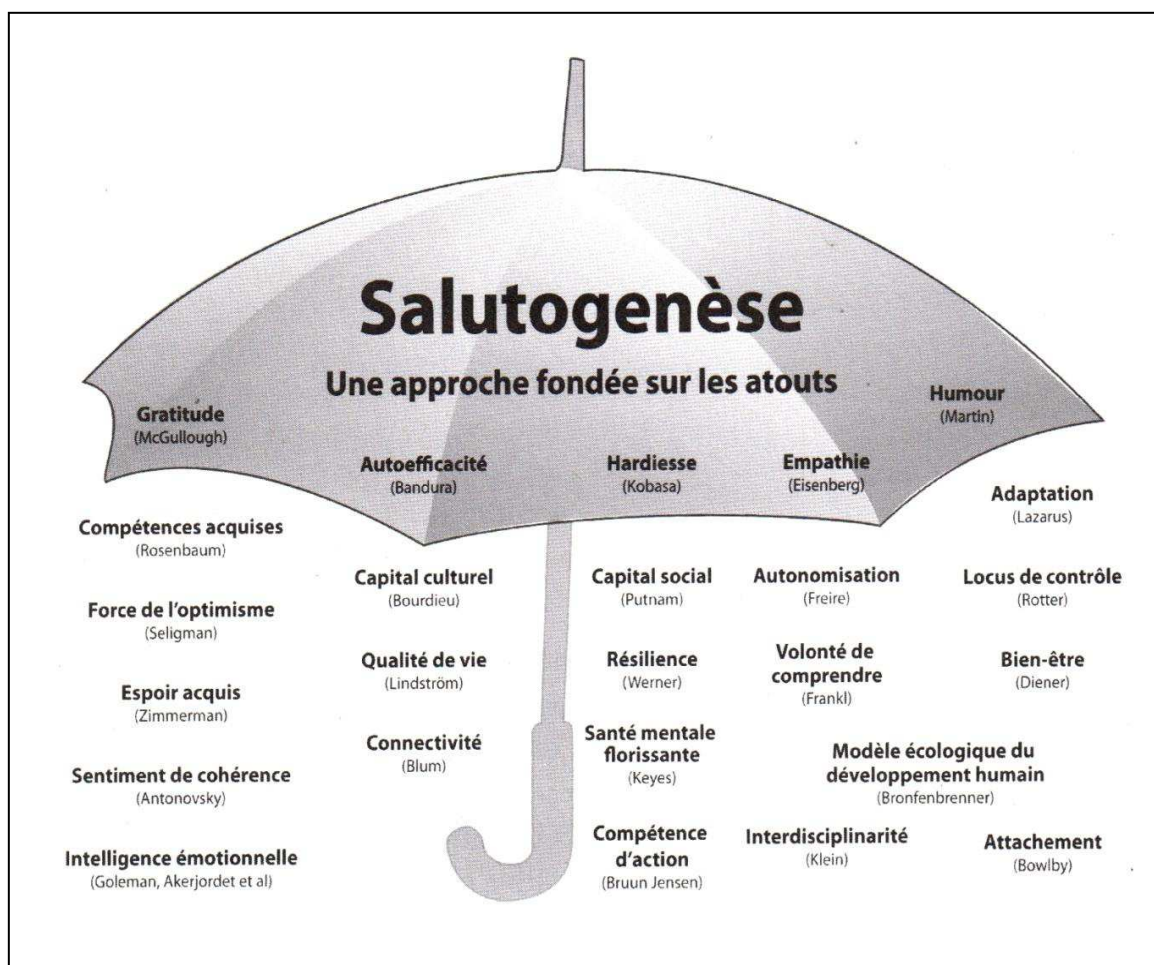 Salutogenèse
Une approche fondée sur les atouts
Gratitude
(McGullough)
Humour
(Martin)
Autoefficacité
(Bandura)
Hardiesse
(Kobasa)
Empathie
(Eisenberg)
Adaptation
(Lazarus)
Compétences acquises
(Rosenbaum)
Capital culturel
(Bourdieu)
Capital social
(Putnam)
Autonomisation
(Freire)
Locus de contrôle
(Rotter)
Force de l'optimisme
(Seligman)
Qualité de vie
(Lindström)
Résilience
(Werner)
Volonté de
comprendre
(Frankl)
Bien-être
(Diener)
Espoir acquis
(Zimmerman)
Connectivité
(Blum)
Santé mentale
florissante
(Keyes)
Modèle écologique du
développement humain
(Bronfenbrenner)
Sentiment de cohérence
(Antonovsky)
Compétence
d'action
(Bruun Jensen)
Interdisciplinarité
(Klein)
Attachement
(Bowlby)
Intelligence émotionnelle
(Goleman, Akerjordet et al)